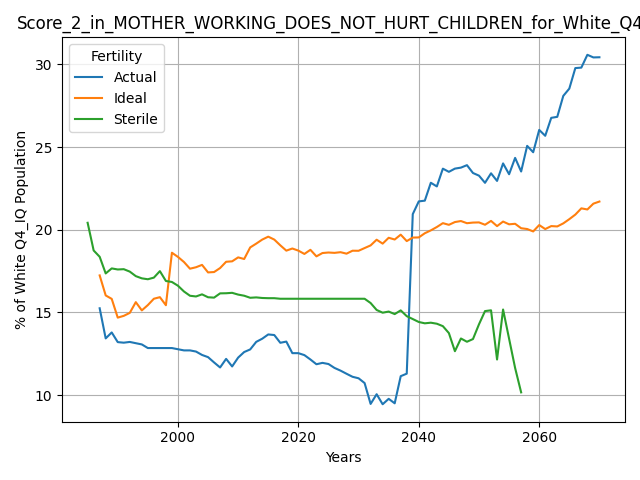 Score_2_in_MOTHER_WORKING_DOES_NOT_HURT_CHILDREN_for_White_Q4
Fertility
Actual
Ideal
Sterile
% of White Q4_IQ Population
30
25
20
15
10
2000
2020
2040
2060
Years